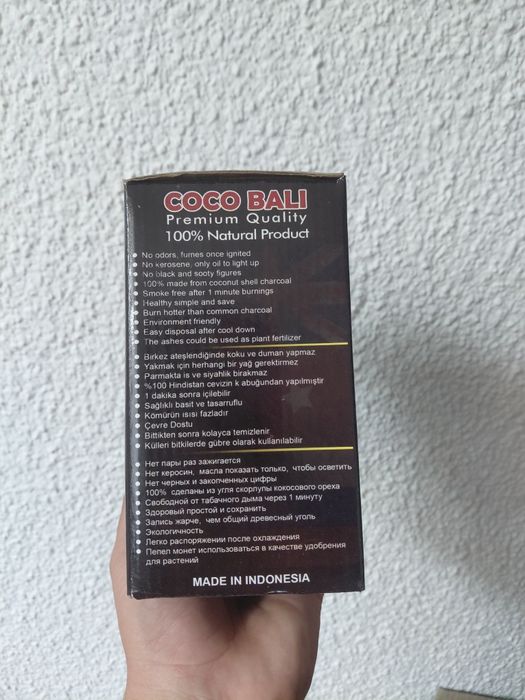 COCO BALI
Premium Quality
100% Natural Product
No odors, fumes once ignited
No kerosene, only oil to light up
No black and sooty figures
100% made from coconut shell charcoal
Smoke free after 1 minute burnings
Healthy simple and save
Burn hotter than common charcoal
Environment friendly
Easy disposal after cool down
The ashes could be used as plant fertilizer
Birkez ateşlendiğinde koku ve duman yapmaz
Yakmak için herhangi bir yağ gerektirmez
Parmakta is ve siyahlik birakmaz
%100 Hindistan cevizin k abuğundan yapılmiştir
1 dakika sonra içilebilir
Sağlıkli basit ve tasarruflu
Kömürün ısısı fazladır
Çevre Dostu
Bittikten sonra kolayca temizlenir
Külleri bitkilerde gübre olarak kullanılabilir
Нет пары раз зажигается
Нет керосин, масла показать только, чтобы осветить
Нет черных и закопченных цифры
100% сделаны из угля скорлупы кокосового ореха
Свободной от табачного дыма через 1 минуту
Здоровый простой и сохранить
Запись жарче, чем общий древесный уголь
Экологичность
Легко распоряжении после охлаждения
Пепел монет использоваться в качестве удобрения
для растений
MADE IN INDONESIA